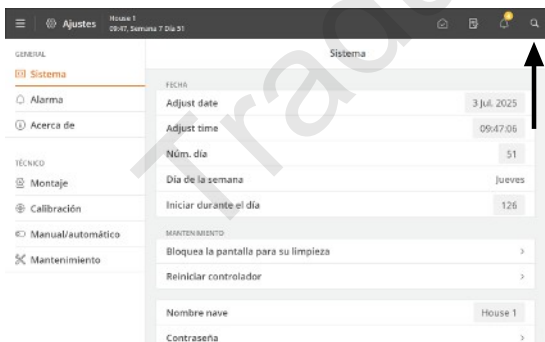 Ajustes
House 1
09:47, Semana 7 Día 51
GENERAL
Sistema
Alarma
Acerca de
TÉCNICO
Montaje
Calibración
Manual/automático
Mantenimiento
Sistema
FECHA
Adjust date 3 Jul. 2025
Adjust time 09:47:06
Núm. día 51
Día de la semana Jueves
Iniciar durante el día 126
MANTENIMIENTO
Bloquea la pantalla para su limpieza
Reiniciar controlador
Nombre nave House 1
Contraseña
Trad